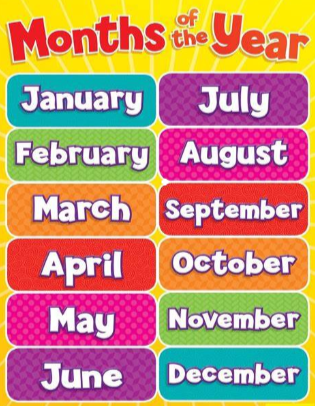 Months of the Year
January
February
March
April
May
June
July
August
September
October
November
December